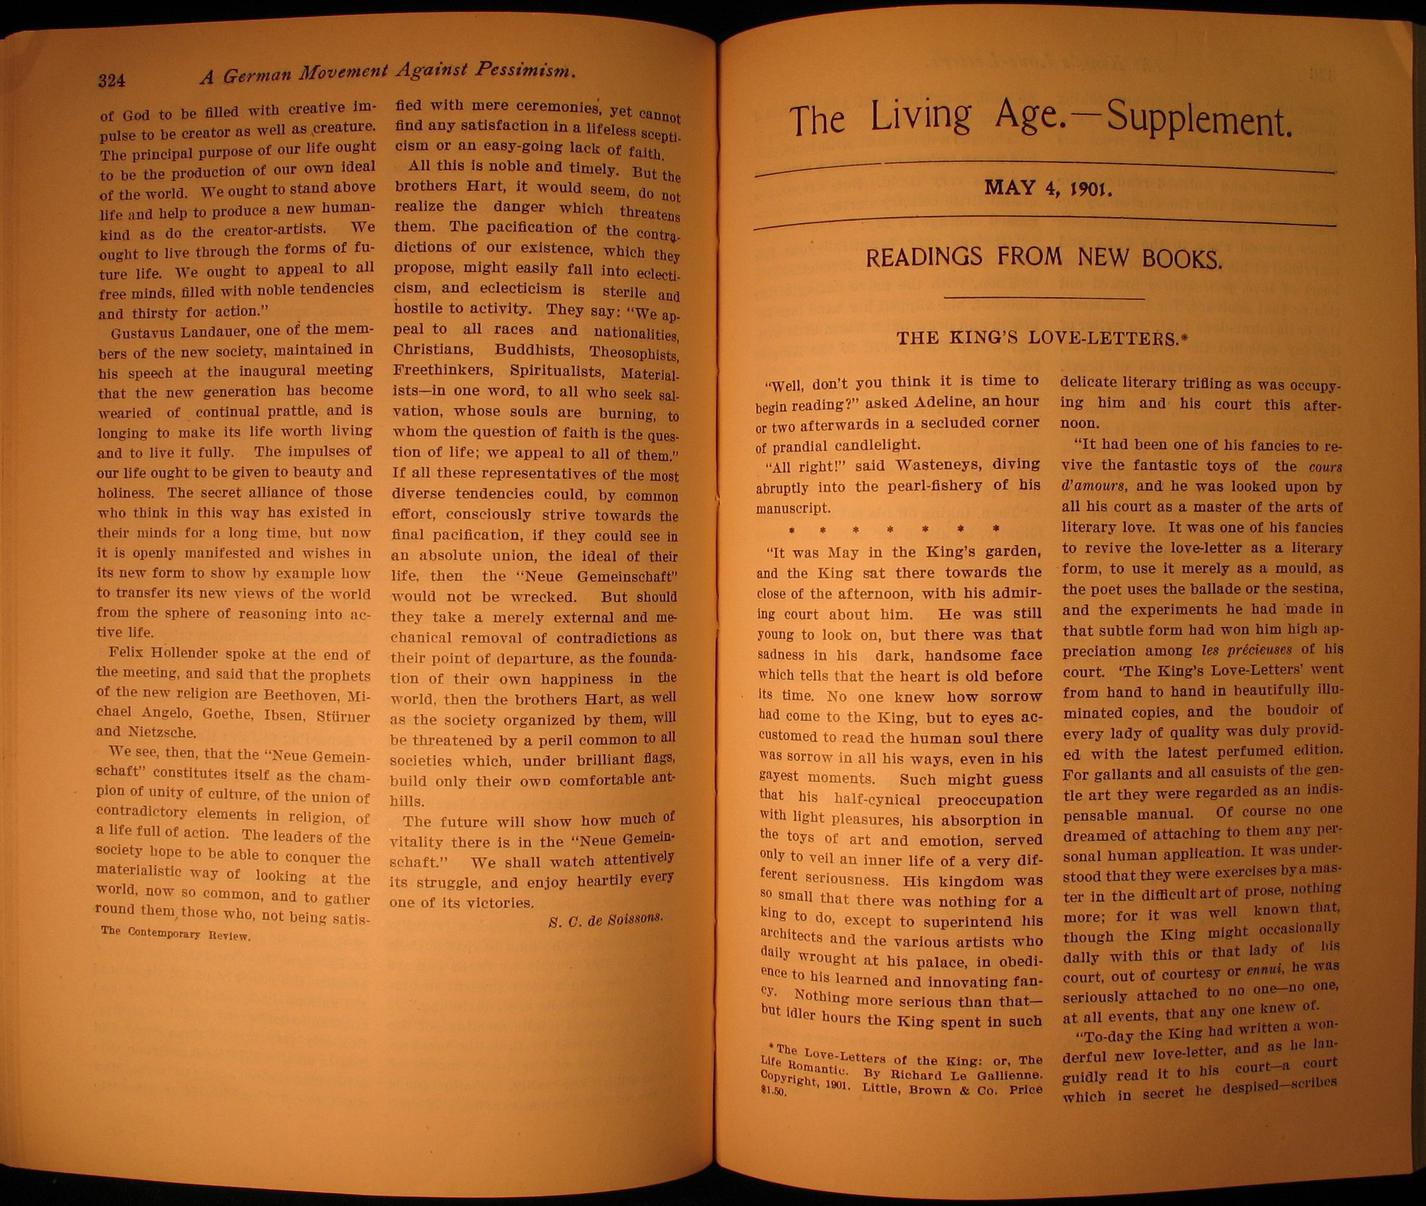 324
A German Movement Against Pessimism.
of God to be filled with creative im-
pulse to be creator as well as creature.
The principal purpose of our life ought
to be the production of our own ideal
of the world. We ought to stand above
life and help to produce a new human-
kind as do the creator-artists. We
ought to live through the forms of fu-
ture life. We ought to appeal to all
free minds, filled with noble tendencies
and thirsty for action."
Gustavus Landauer, one of the mem-
bers of the new society, maintained in
his speech at the inaugural meeting
that the new generation has become
wearied of continual prattle, and is
longing to make its life worth living
and to live it fully. The impulses of
our life ought to be given to beauty and
holiness. The secret alliance of those
who think in this way has existed in
their minds for a long time, but now
it is openly manifested and wishes in
its new form to show by example how
to transfer its new views of the world
from the sphere of reasoning into ac-
tive life.
Felix Hollender spoke at the end of
the meeting, and said that the prophets
of the new religion are Beethoven, Mi-
chael Angelo, Goethe, Ibsen, Stürner
and Nietzsche.
We see, then, that the "Neue Gemein-
schaft" constitutes itself as the cham-
pion of unity of culture, of the union of
contradictory elements in religion, of
a life full of action. The leaders of the
society hope to be able to conquer the
materialistic way of looking at the
world, now so common, and to gather
round them, those who, not being satis-
The Contemporary Review.
fied with mere ceremonies, yet cannot
find any satisfaction in a lifeless scepti-
cism or an easy-going lack of faith.
All this is noble and timely. But the
brothers Hart, it would seem, do not
realize the danger which threatens
them. The pacification of the contra-
dictions of our existence, which they
propose, might easily fall into eclecti-
cism, and eclecticism is sterile and
hostile to activity. They say: "We ap-
peal to all races and nationalities,
Christians, Buddhists, Theosophists,
Freethinkers, Spiritualists, Material-
ists—in one word, to all who seek sal-
vation, whose souls are burning, to
whom the question of faith is the ques-
tion of life; we appeal to all of them."
If all these representatives of the most
diverse tendencies could, by common
effort, consciously strive towards the
final pacification, if they could see in
an absolute union, the ideal of their
life, then the "Neue Gemeinschaft"
would not be wrecked. But should
they take a merely external and me-
chanical removal of contradictions as
their point of departure, as the founda-
tion of their own happiness in the
world, then the brothers Hart, as well
as the society organized by them, will
be threatened by a peril common to all
societies which, under brilliant flags,
build only their own comfortable ant-
hills.
The future will show how much of
vitality there is in the "Neue Gemein-
schaft." We shall watch attentively
its struggle, and enjoy heartily every
one of its victories.
S. C. de Soissons.
The Living Age.—Supplement.
MAY 4, 1901.
READINGS FROM NEW BOOKS.
THE KING'S LOVE-LETTERS.*
"Well, don't you think it is time to
begin reading?" asked Adeline, an hour
or two afterwards in a secluded corner
of prandial candlelight.
"All right!" said Wasteneys, diving
abruptly into the pearl-fishery of his
manuscript.
* * * * * * *
"It was May in the King's garden,
and the King sat there towards the
close of the afternoon, with his admir-
ing court about him. He was still
young to look on, but there was that
sadness in his dark, handsome face
which tells that the heart is old before
its time. No one knew how sorrow
had come to the King, but to eyes ac-
customed to read the human soul there
was sorrow in all his ways, even in his
gayest moments. Such might guess
that his half-cynical preoccupation
with light pleasures, his absorption in
the toys of art and emotion, served
only to veil an inner life of a very dif-
ferent seriousness. His kingdom was
so small that there was nothing for a
king to do, except to superintend his
architects and the various artists who
daily wrought at his palace, in obedi-
ence to his learned and innovating fan-
cy. Nothing more serious than that—
but idler hours the King spent in such
* The Love-Letters of the King: or, The
Life Romantic. By Richard Le Gallienne.
Copyright, 1901. Little, Brown & Co. Price
$1.50.
delicate literary trifling as was occupy-
ing him and his court this after-
noon.
"It had been one of his fancies to re-
vive the fantastic toys of the cours
d'amours, and he was looked upon by
all his court as a master of the arts of
literary love. It was one of his fancies
to revive the love-letter as a literary
form, to use it merely as a mould, as
the poet uses the ballade or the sestina,
and the experiments he had made in
that subtle form had won him high ap-
preciation among les précieuses of his
court. 'The King's Love-Letters' went
from hand to hand in beautifully illu-
minated copies, and the boudoir of
every lady of quality was duly provid-
ed with the latest perfumed edition.
For gallants and all casuists of the gen-
tle art they were regarded as an indis-
pensable manual. Of course no one
dreamed of attaching to them any per-
sonal human application. It was under-
stood that they were exercises by a mas-
ter in the difficult art of prose, nothing
more; for it was well known that,
though the King might occasionally
dally with this or that lady of his
court, out of courtesy or ennui, he was
seriously attached to no one—no one,
at all events, that any one knew of.
"To-day the King had written a won-
derful new love-letter, and as he lan-
guidly read it to his court—a court
which in secret he despised—scribes